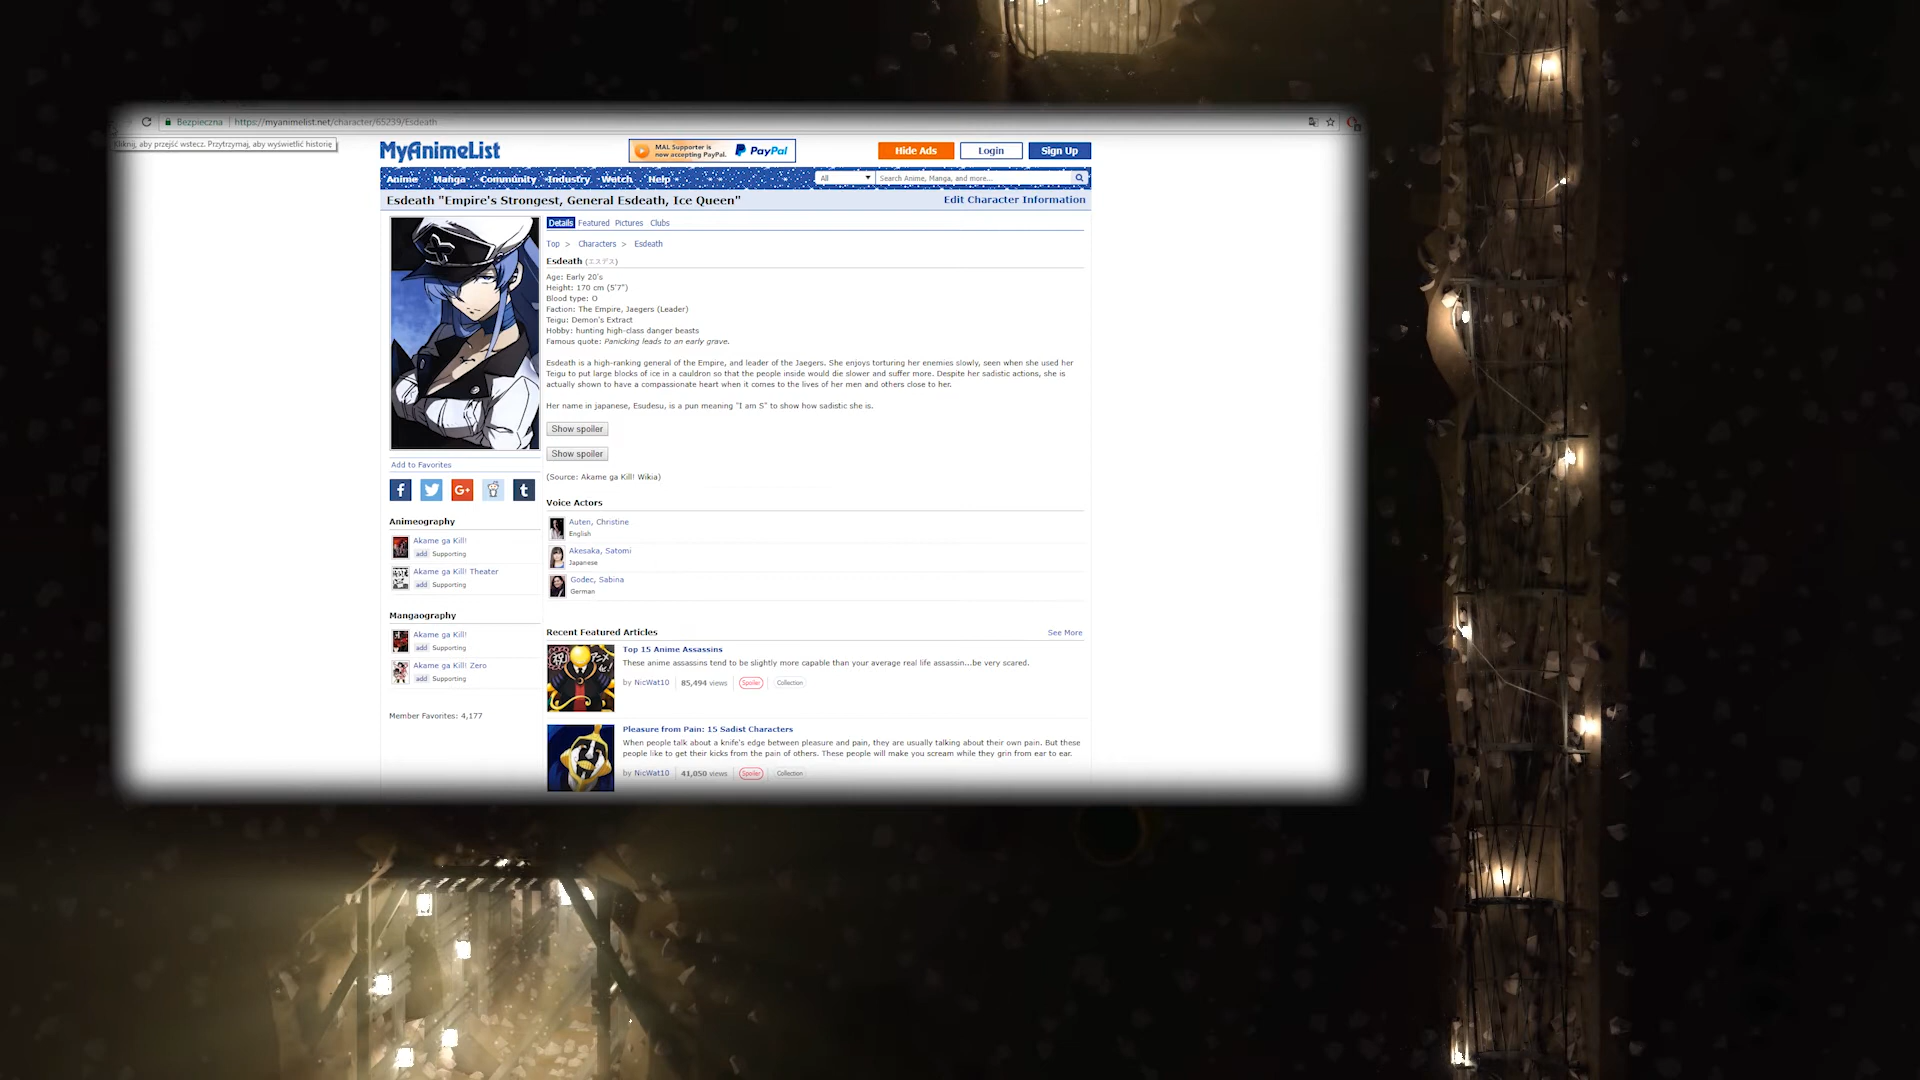 Bezpieczna | https://myanimelist.net/character/65239/Esdeath
Kliknij, aby przejść wstecz. Przytrzymaj, aby wyświetlić historię
MyAnimeList
MAL Supporter is
now accepting PayPal.
PayPal
Hide Ads
Login
Sign Up
Anime
Manga
Community
Industry
Watch
Help
All
Search Anime, Manga, and more...
Esdeath "Empire's Strongest, General Esdeath, Ice Queen"
Edit Character Information
Details Featured Pictures Clubs
Top > Characters > Esdeath
Esdeath (エスデス)
Age: Early 20's
Height: 170 cm (5'7")
Blood type: O
Faction: The Empire, Jaegers (Leader)
Teigu: Demon's Extract
Hobby: hunting high-class danger beasts
Famous quote: Panicking leads to an early grave.
Esdeath is a high-ranking general of the Empire, and leader of the Jaegers. She enjoys torturing her enemies slowly, seen when she used her
Teigu to put large blocks of ice in a cauldron so that the people inside would die slower and suffer more. Despite her sadistic actions, she is
actually shown to have a compassionate heart when it comes to the lives of her men and others close to her.
Her name in japanese, Esudesu, is a pun meaning "I am S" to show how sadistic she is.
Show spoiler
Show spoiler
(Source: Akame ga Kill! Wikia)
Add to Favorites
Animeography
Akame ga Kill!
add Supporting
Akame ga Kill! Theater
add Supporting
Mangaography
Akame ga Kill!
add Supporting
Akame ga Kill! Zero
add Supporting
Member Favorites: 4,177
Voice Actors
Auten, Christine
English
Akesaka, Satomi
Japanese
Godec, Sabina
German
Recent Featured Articles
See More
Top 15 Anime Assassins
These anime assassins tend to be slightly more capable than your average real life assassin...be very scared.
by NicWat10 | 85,494 views | Spoiler | Collection
Pleasure from Pain: 15 Sadist Characters
When people talk about a knife's edge between pleasure and pain, they are usually talking about their own pain. But these
people like to get their kicks from the pain of others. These people will make you scream while they grin from ear to ear.
by NicWat10 | 41,050 views | Spoiler | Collection